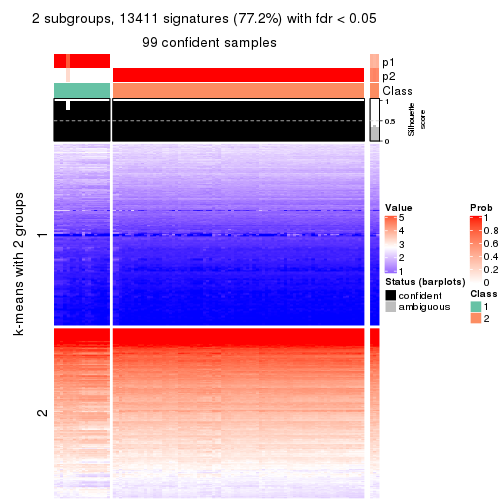 2 subgroups, 13411 signatures (77.2%) with fdr < 0.05
99 confident samples
p1
p2
Class
1
0.5
0
Silhouette
score
k-means with 2 groups
1
2
Value
5
4
3
2
1
Status (barplots)
confident
ambiguous
Prob
1
0.8
0.6
0.4
0.2
0
Class
1
2